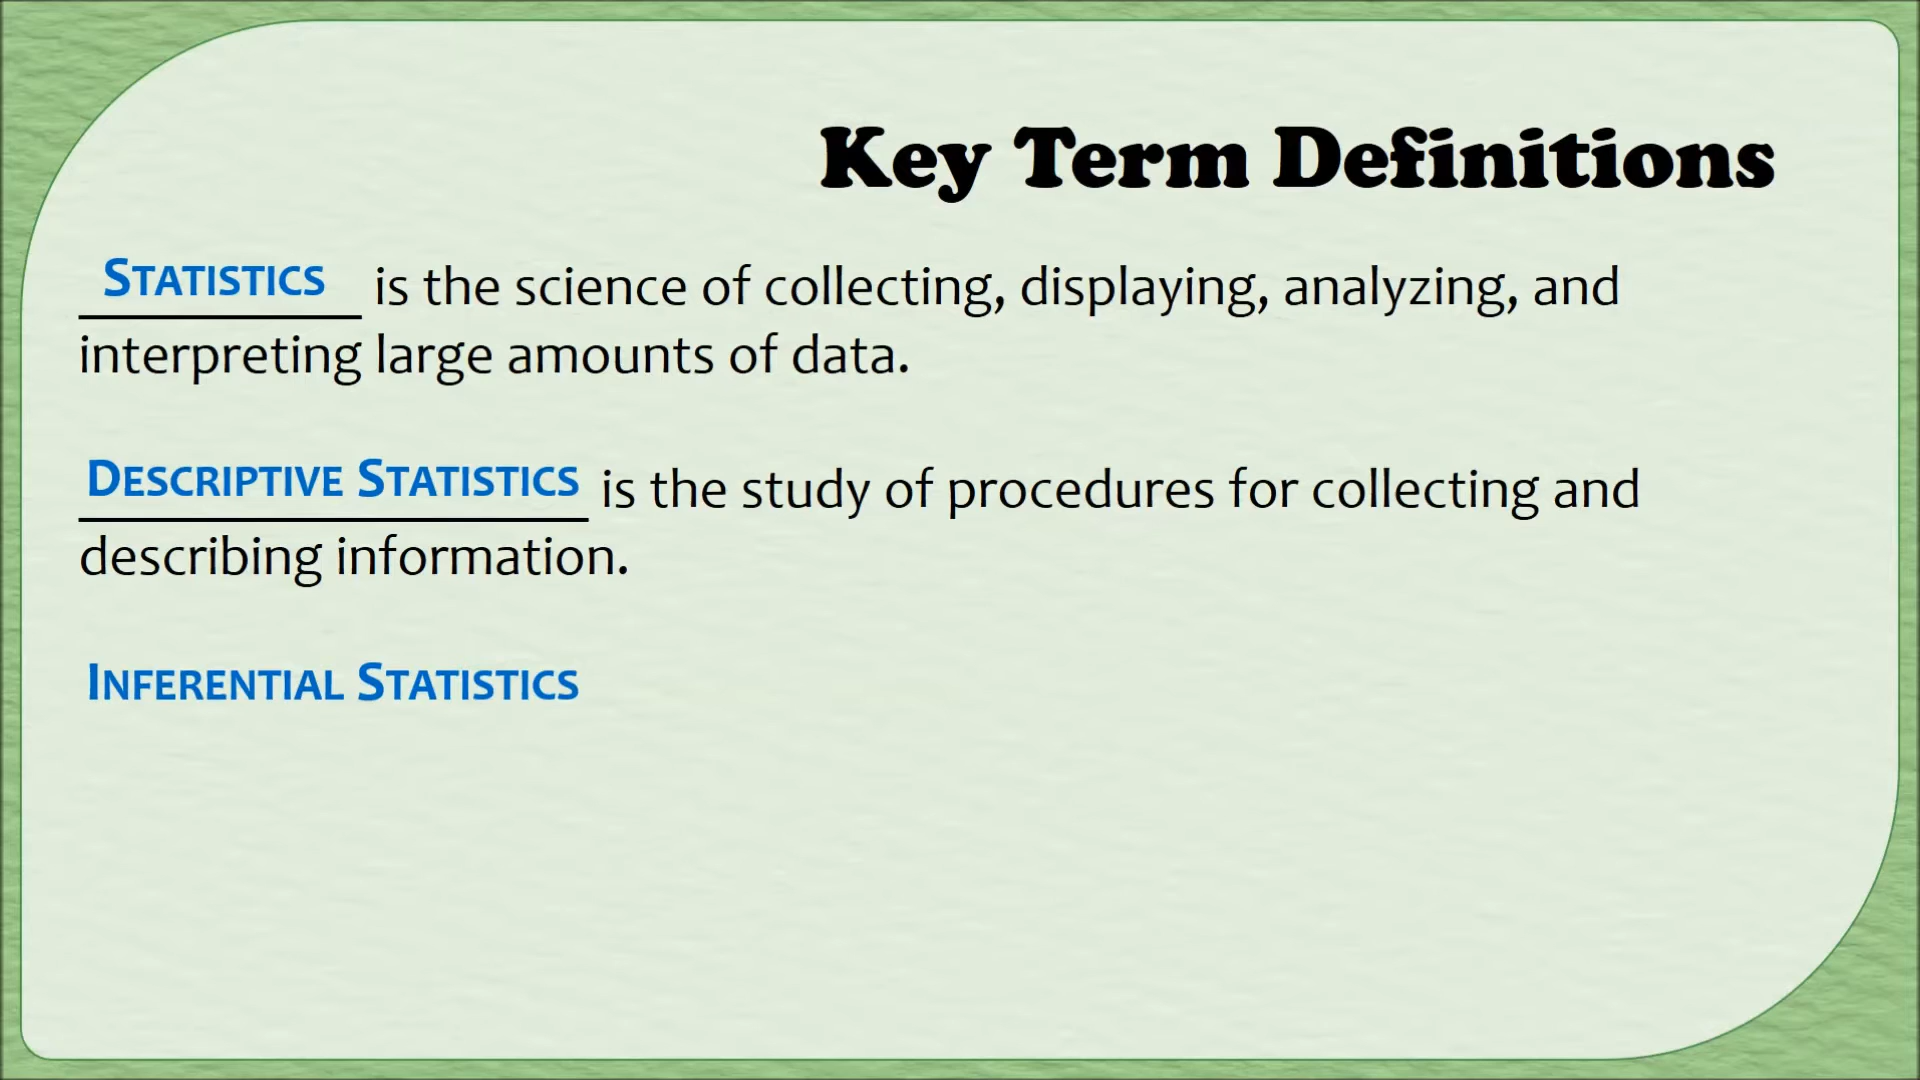 Key Term Definitions
Statistics is the science of collecting, displaying, analyzing, and
interpreting large amounts of data.
Descriptive Statistics is the study of procedures for collecting and
describing information.
Inferential Statistics